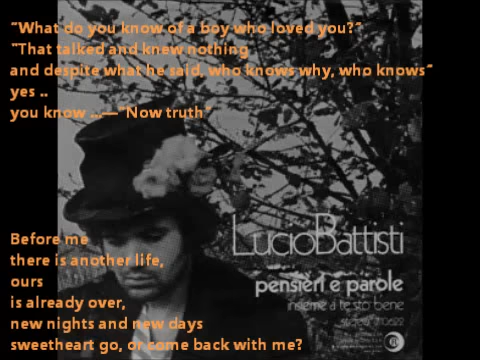 "What do you know of a boy who loved you?"
"That talked and knew nothing
and despite what he said, who knows why, who knows"
yes ..
you know ...—"Now truth"
LucioBattisti
pensieri e parole
insieme a te sto bene
Before me
there is another life,
ours
is already over,
new nights and new days
sweetheart go, or come back with me?